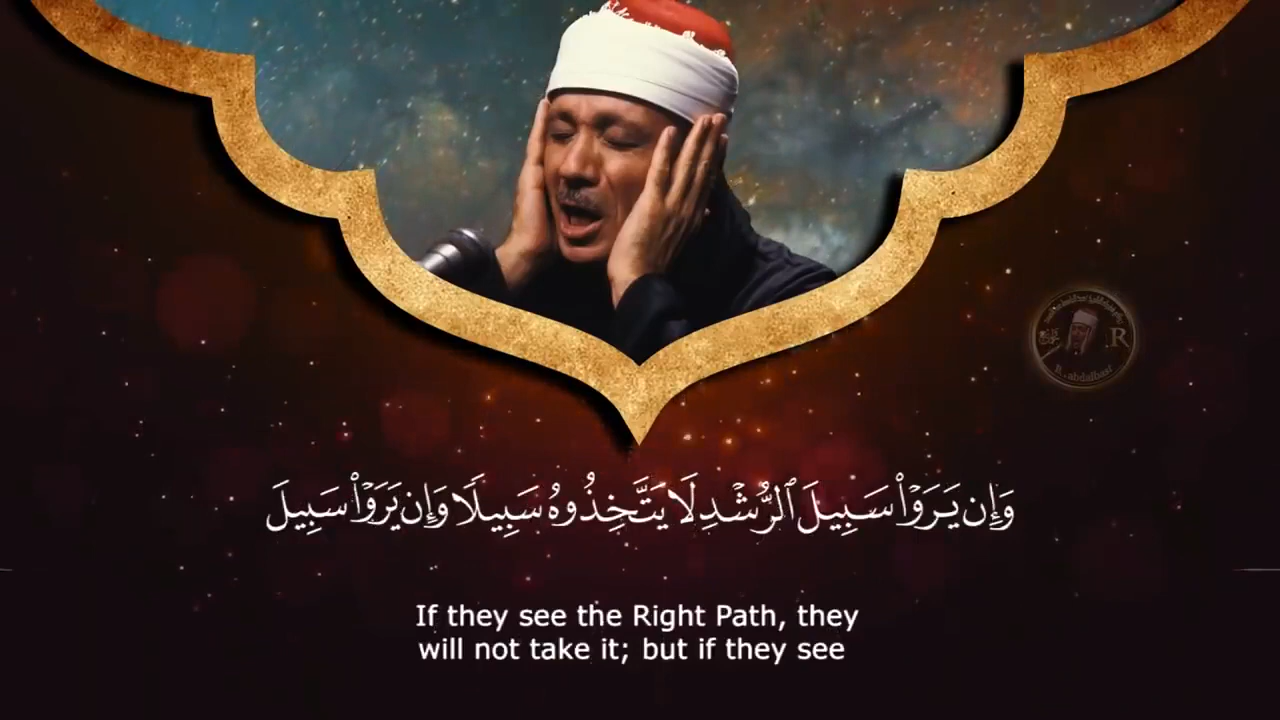 R
R.abdalbasr
وَإِن يَرَوْا۟ سَبِيلَ ٱلرُّشْدِ لَا يَتَّخِذُوهُ سَبِيلًا وَإِن يَرَوْا۟ سَبِيلَ
If they see the Right Path, they
will not take it; but if they see